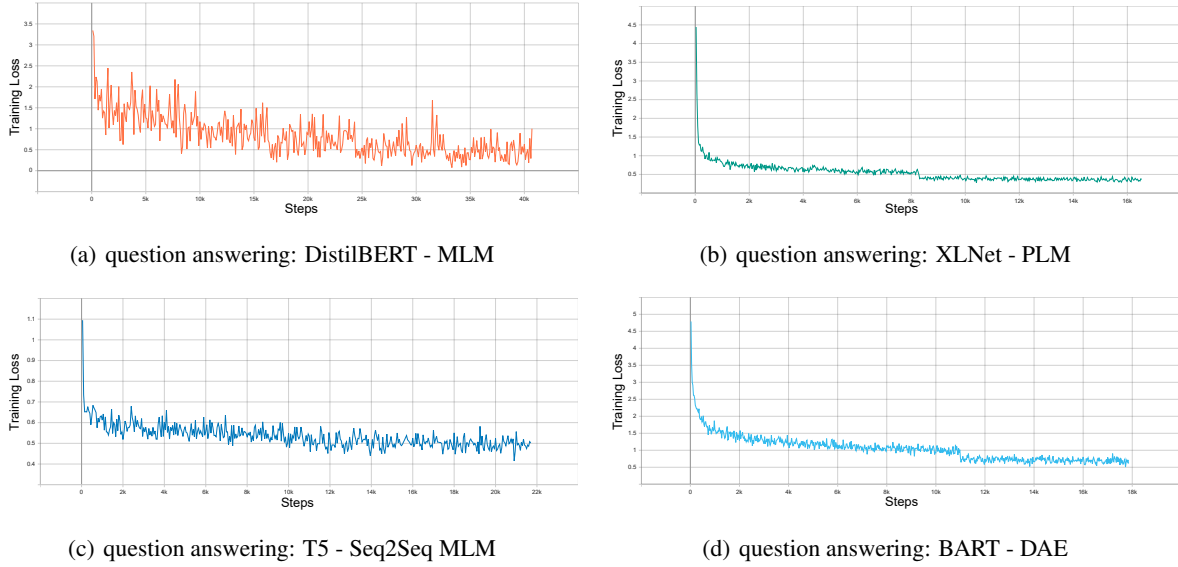 3.5
3
2.5
2
1.5
1
0.5
0
Training Loss
0 5k 10k 15k 20k 25k 30k 35k 40k
Steps
(a) question answering: DistilBERT - MLM
4.5
4
3.5
3
2.5
2
1.5
1
0.5
Training Loss
0 2k 4k 6k 8k 10k 12k 14k 16k
Steps
(b) question answering: XLNet - PLM
1.1
1
0.9
0.8
0.7
0.6
0.5
0.4
Training Loss
0 2k 4k 6k 8k 10k 12k 14k 16k 18k 20k 22k
Steps
(c) question answering: T5 - Seq2Seq MLM
5
4.5
4
3.5
3
2.5
2
1.5
1
0.5
Training Loss
0 2k 4k 6k 8k 10k 12k 14k 16k 18k
Steps
(d) question answering: BART - DAE